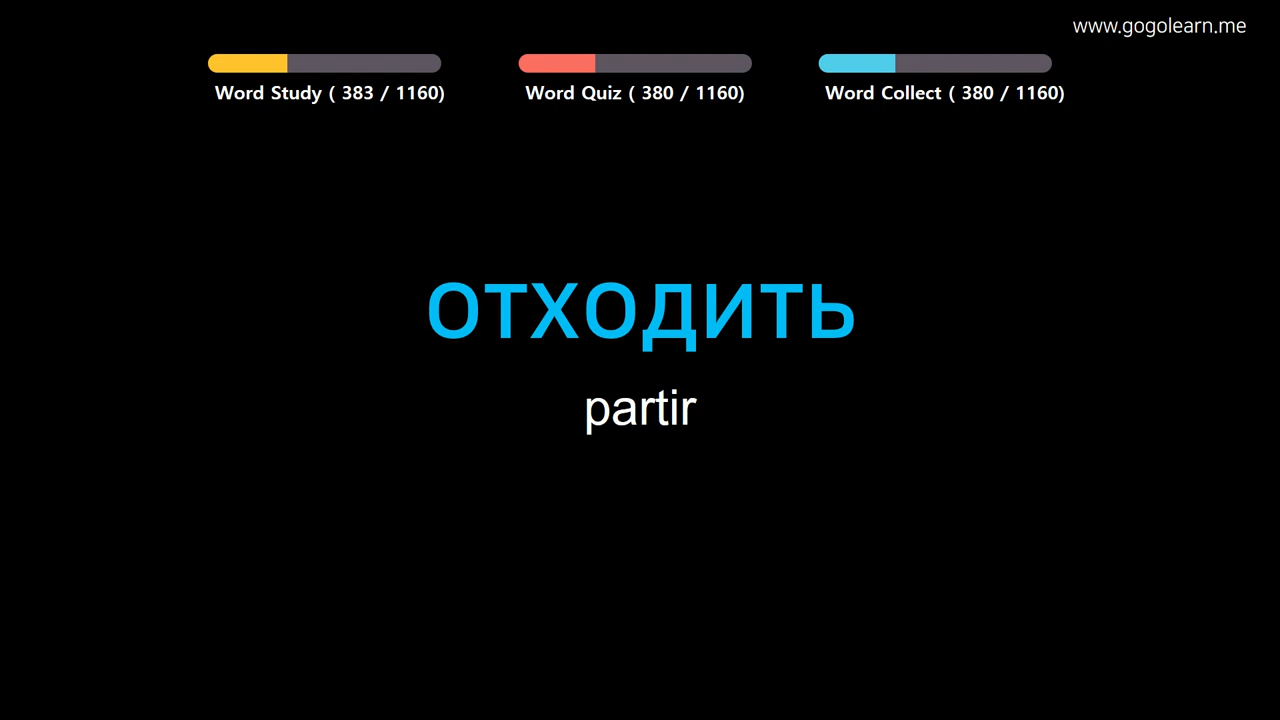 www.gogolearn.me
Word Study ( 383 / 1160)
Word Quiz ( 380 / 1160)
Word Collect ( 380 / 1160)
отходить
partir